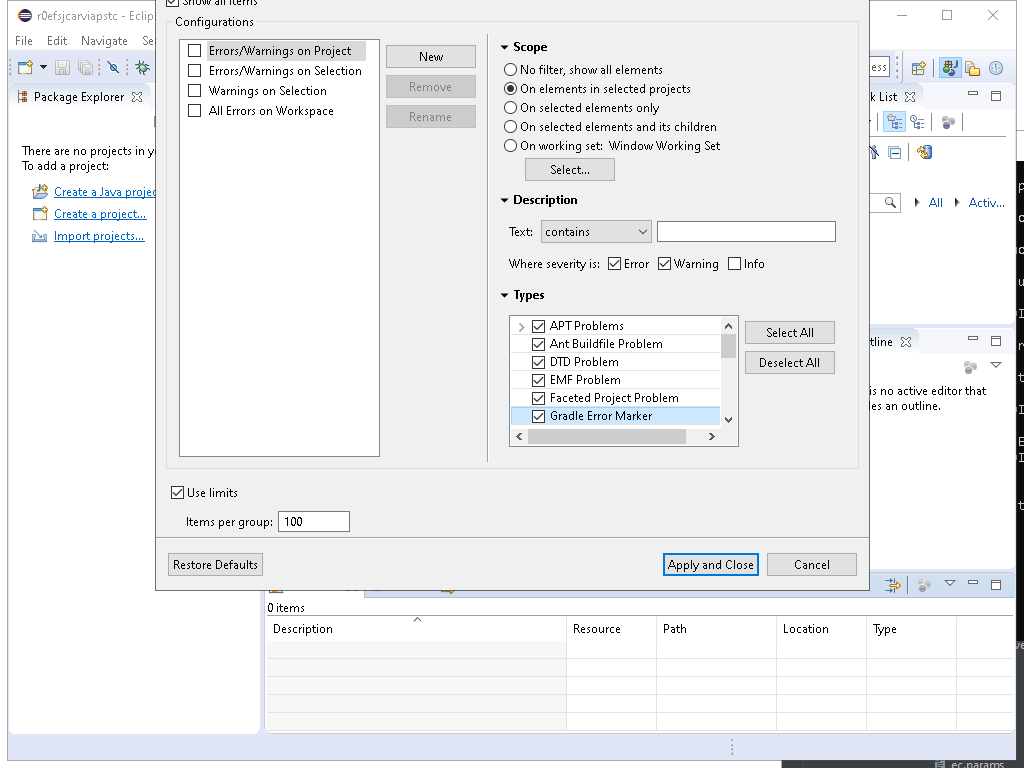 r0efsjcarviapstc - Eclip
Show all items
File Edit Navigate Se
Configurations
Errors/Warnings on Project
Errors/Warnings on Selection
Warnings on Selection
All Errors on Workspace
New
Remove
Rename
Scope
No filter, show all elements
On elements in selected projects
On selected elements only
On selected elements and its children
On working set: Window Working Set
Select...
Description
Text: contains
Where severity is: Error Warning Info
Types
APT Problems
Ant Buildfile Problem
DTD Problem
EMF Problem
Faceted Project Problem
Gradle Error Marker
Select All
Deselect All
Use limits
Items per group: 100
Restore Defaults
Apply and Close
Cancel
Package Explorer
There are no projects in y
To add a project:
Create a Java projec
Create a project...
Import projects...
ess
k List
All Activ...
tline
is no active editor that
les an outline.
0 items
Description Resource Path Location Type
ec.params